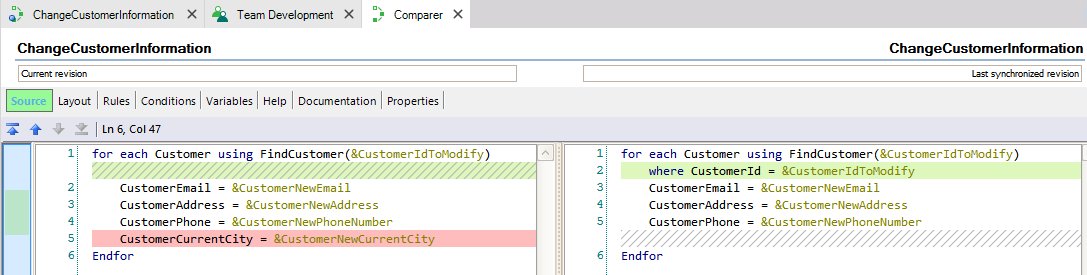 ChangeCustomerInformation Team Development Comparer
ChangeCustomerInformation ChangeCustomerInformation
Current revision Last synchronized revision
Source Layout Rules Conditions Variables Help Documentation Properties
Ln 6, Col 47
1 for each Customer using FindCustomer(&CustomerIdToModify)
2 CustomerEmail = &CustomerNewEmail
3 CustomerAddress = &CustomerNewAddress
4 CustomerPhone = &CustomerNewPhoneNumber
5 CustomerCurrentCity = &CustomerNewCurrentCity
6 Endfor
1 for each Customer using FindCustomer(&CustomerIdToModify)
2 where CustomerId = &CustomerIdToModify
3 CustomerEmail = &CustomerNewEmail
4 CustomerAddress = &CustomerNewAddress
5 CustomerPhone = &CustomerNewPhoneNumber
6 Endfor